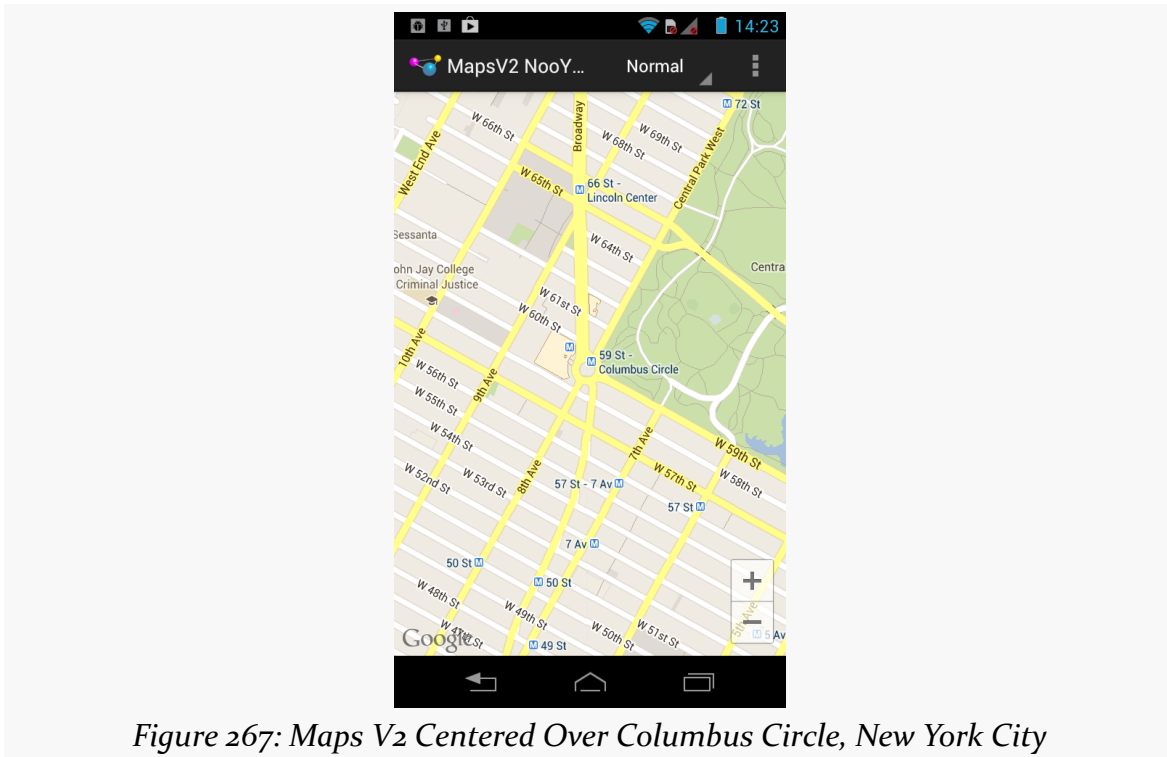 14:23
MapsV2 NooY...
Normal
72 St
W 66th St
Broadway
W 69th St
W 68th St
West End Ave
Central Park West
W 65th St
66 St -
Lincoln Center
Sessanta
W 64th St
ohn Jay College
Criminal Justice
Centra
W 61st St
W 60th St
10th Ave
59 St -
Columbus Circle
W 56th St
9th Ave
W 55th St
W 54th St
7th Ave
W 59th St
W 52nd St
W 53rd St
8th Ave
57 St - 7 Av
W 57th St
W 58th St
57 St
7 Av
50 St
50 St
W 48th St
W 49th St
5th Ave
5 Av
Google
W 47th St
49 St
W 50th St
W 51st St
Figure 267: Maps V2 Centered Over Columbus Circle, New York City